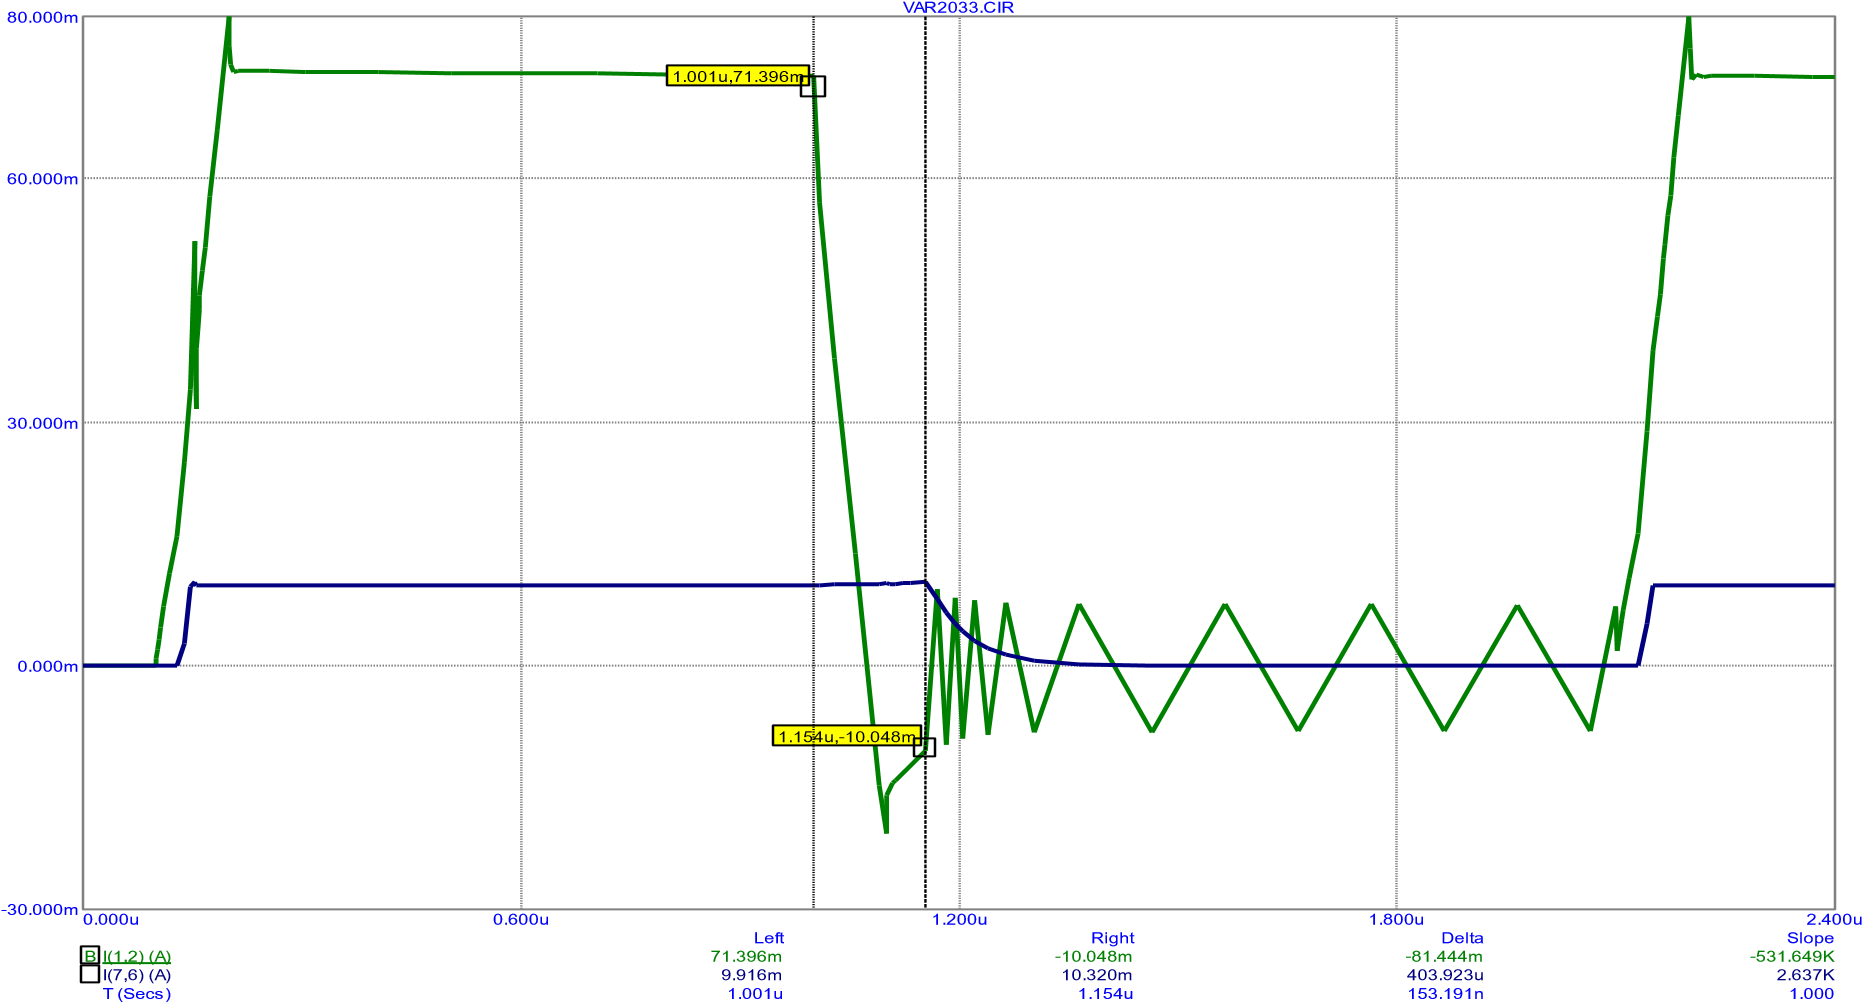 VAR2033.CIR
80.000m
1.001u,71.396m
60.000m
30.000m
0.000m
1.154u,-10.048m
-30.000m
0.000u 0.600u 1.200u 1.800u 2.400u
Left Right Delta Slope
B I(1,2) (A) 71.396m -10.048m -81.444m -531.649K
I(7,6) (A) 9.916m 10.320m 403.923u 2.637K
T (Secs) 1.001u 1.154u 153.191n 1.000